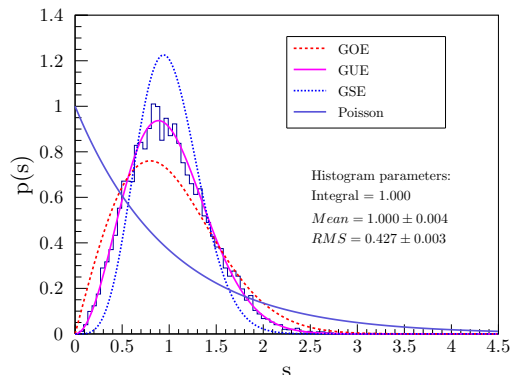 1.4
1.2
1
0.8
0.6
0.4
0.2
0
p(s)
GOE
GUE
GSE
Poisson
Histogram parameters:
Integral = 1.000
Mean = 1.000 ± 0.004
RMS = 0.427 ± 0.003
0 0.5 1 1.5 2 2.5 3 3.5 4 4.5
s